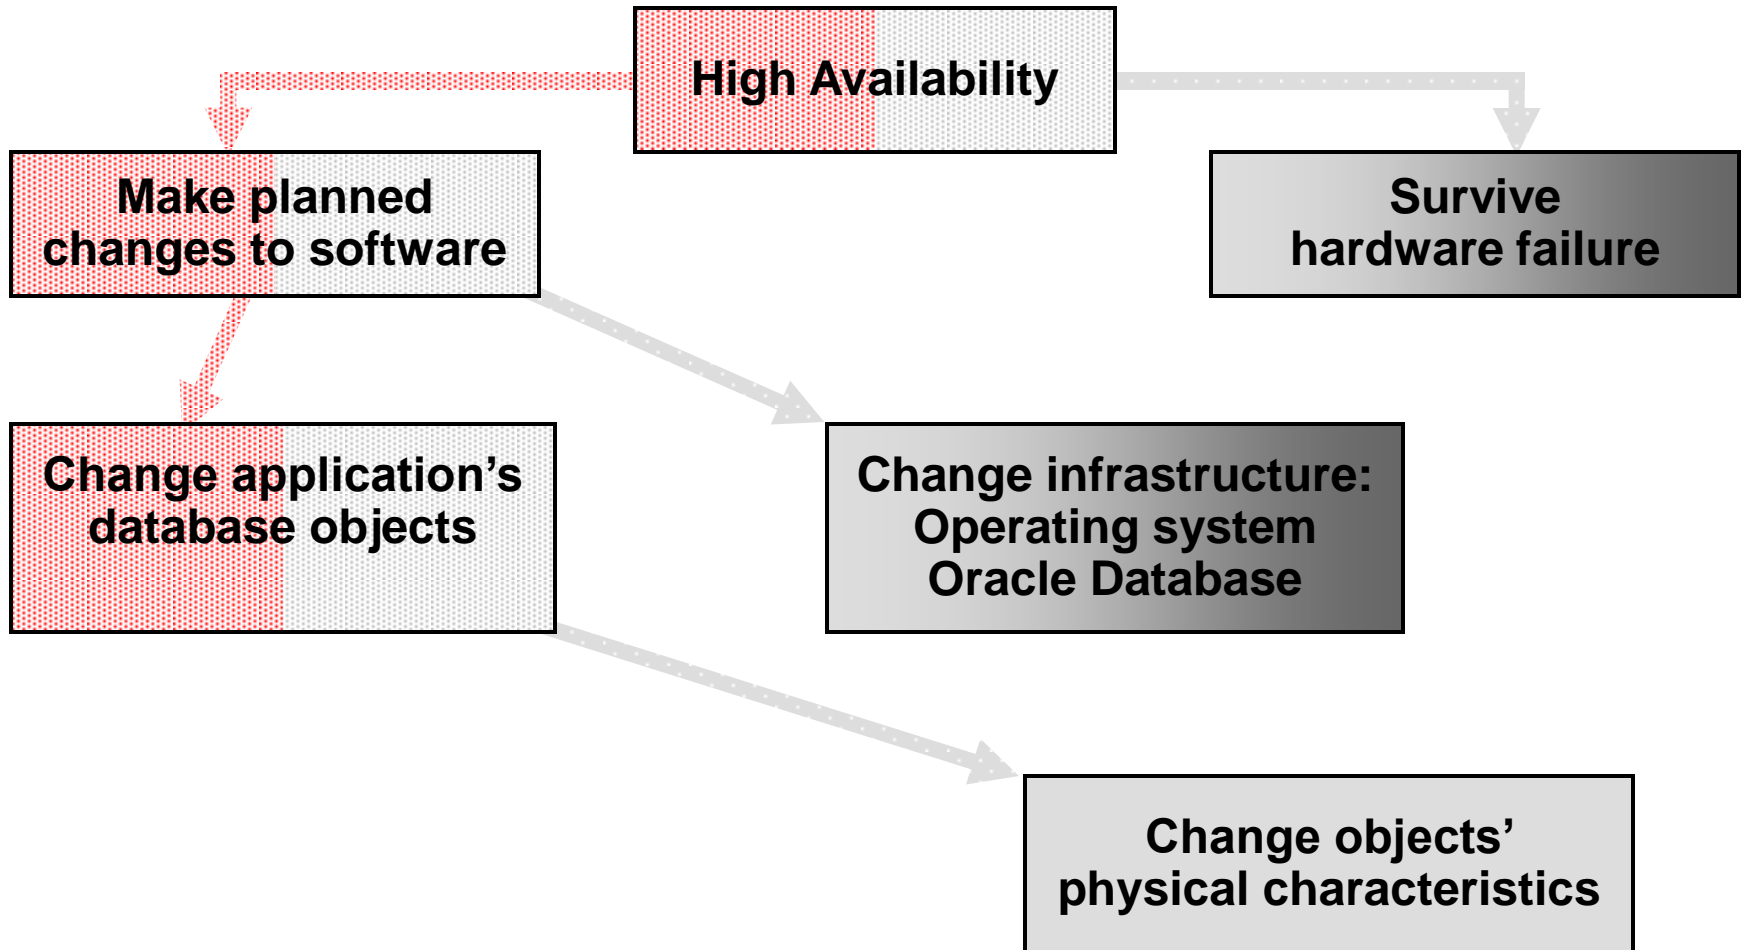 High Availability
Make planned
changes to software
Survive
hardware failure
Change application’s
database objects
Change infrastructure:
Operating system
Oracle Database
Change objects’
physical characteristics